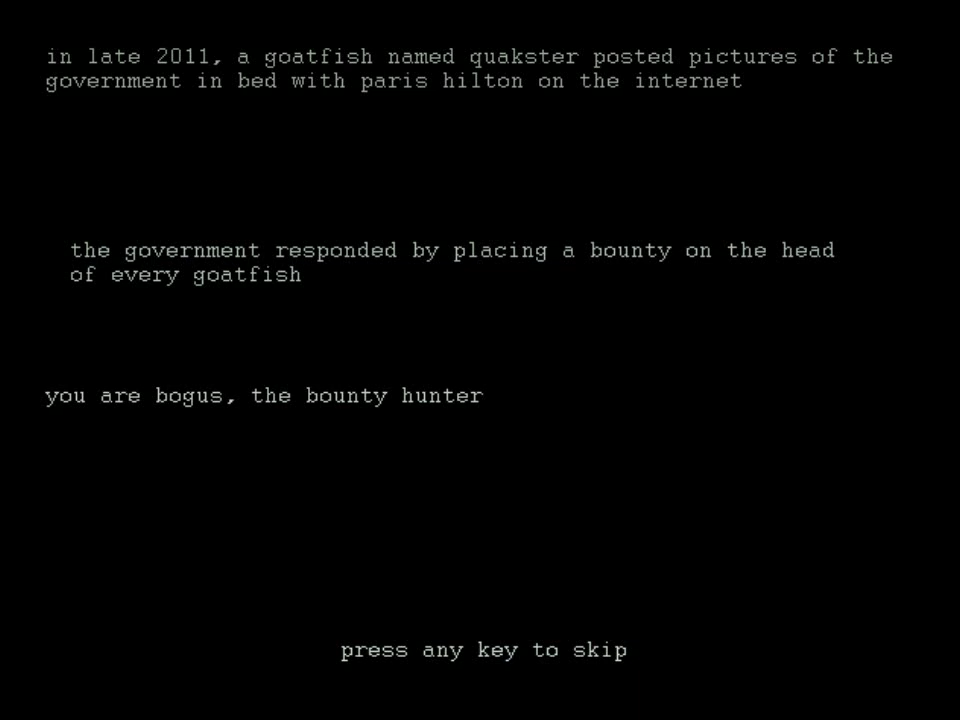 in late 2011, a goatfish named quakster posted pictures of the
government in bed with paris hilton on the internet
the government responded by placing a bounty on the head
of every goatfish
you are bogus, the bounty hunter
press any key to skip